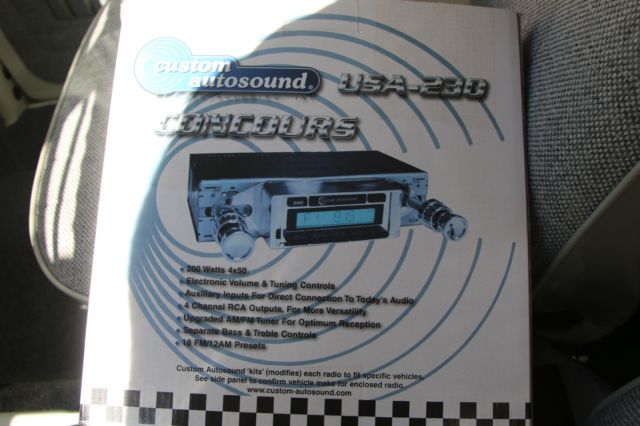 custom
autosound®
USA-230
CONCOURS
• 200 Watts 4x50
• Electronic Volume & Tuning Controls
• Auxiliary Inputs For Direct Connection To Today's Audio
• 4 Channel RCA Outputs, For More Versatility
• Upgraded AM/FM Tuner For Optimum Reception
• Separate Bass & Treble Controls
• 18 FM/12AM Presets
Custom Autosound 'kits' (modifies) each radio to fit specific vehicles.
See side panel to confirm vehicle make for enclosed radio.
www.custom-autosound.com